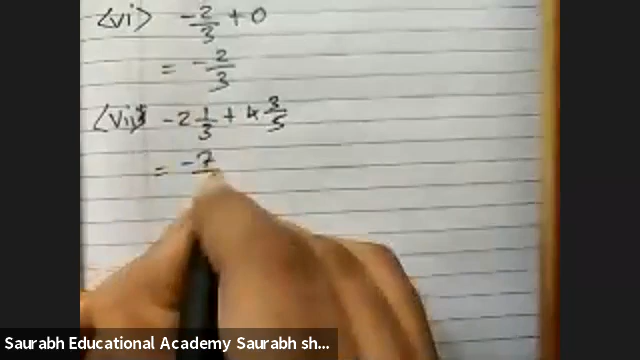 (vi) -2/3 + 0
= -2/3
(vii) -2 1/3 + 4 3/5
= -7
Saurabh Educational Academy Saurabh sh...